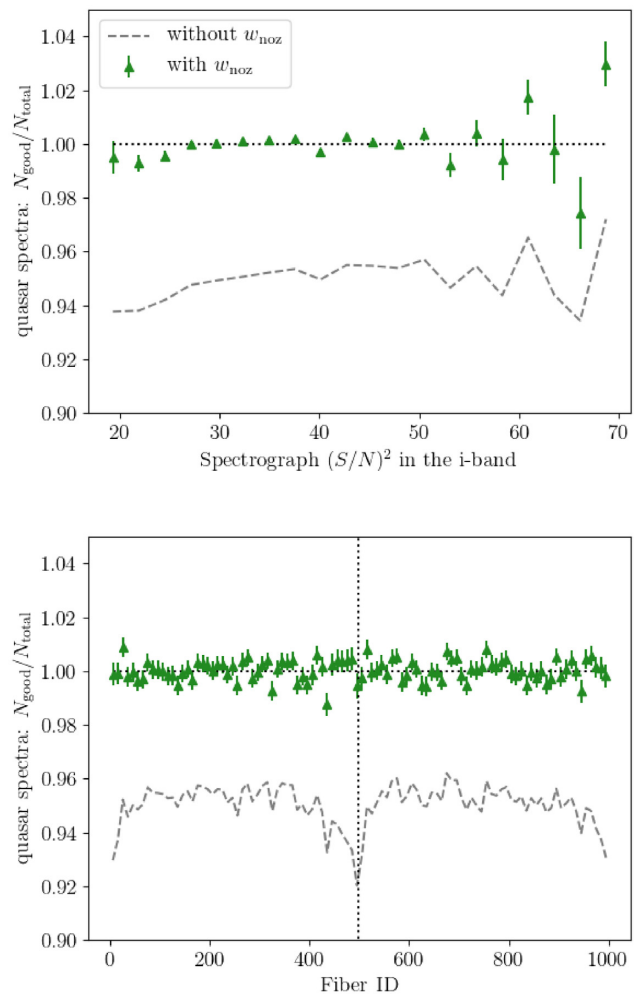 1.04
1.02
1.00
0.98
0.96
0.94
0.92
0.90
quasar spectra: N_good/N_total
without w_noz
with w_noz
20 30 40 50 60 70
Spectrograph (S/N)² in the i-band
1.04
1.02
1.00
0.98
0.96
0.94
0.92
0.90
quasar spectra: N_good/N_total
0 200 400 600 800 1000
Fiber ID